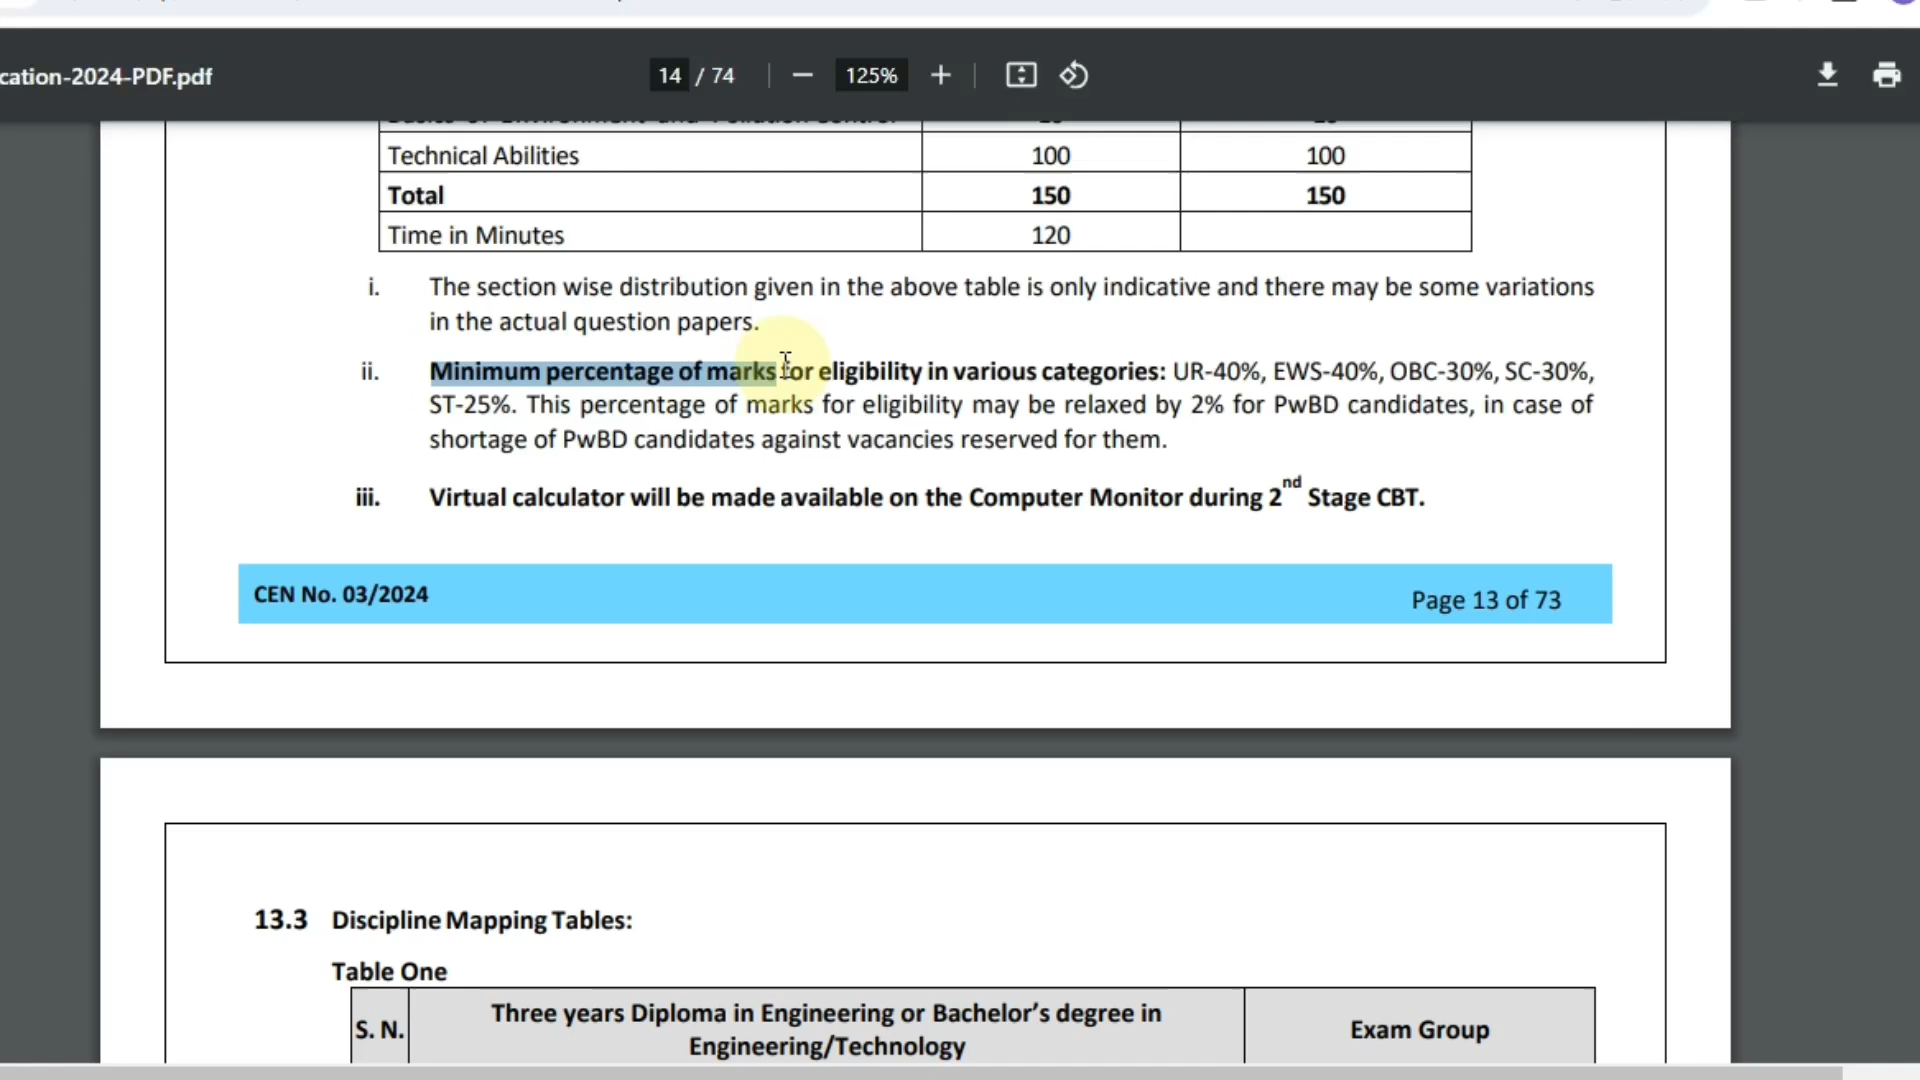 cation-2024-PDF.pdf 14 / 74 125%
Technical Abilities 100 100
Total 150 150
Time in Minutes 120
i. The section wise distribution given in the above table is only indicative and there may be some variations
in the actual question papers.
ii. Minimum percentage of marks for eligibility in various categories: UR-40%, EWS-40%, OBC-30%, SC-30%,
ST-25%. This percentage of marks for eligibility may be relaxed by 2% for PwBD candidates, in case of
shortage of PwBD candidates against vacancies reserved for them.
iii. Virtual calculator will be made available on the Computer Monitor during 2nd Stage CBT.
CEN No. 03/2024 Page 13 of 73
13.3 Discipline Mapping Tables:
Table One
S. N. Three years Diploma in Engineering or Bachelor's degree in
Engineering/Technology Exam Group